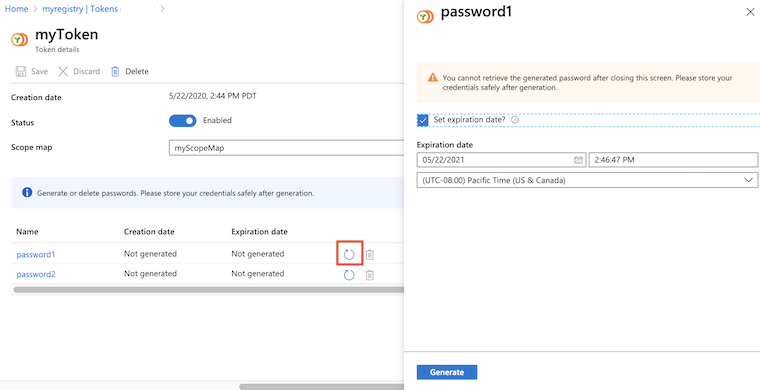 Home > myregistry | Tokens >
myToken
Token details
Save Discard Delete
Creation date 5/22/2020, 2:44 PM PDT
Status Enabled
Scope map myScopeMap
Generate or delete passwords. Please store your credentials safely after generation.
Name Creation date Expiration date
password1 Not generated Not generated
password2 Not generated Not generated
password1
You cannot retrieve the generated password after closing this screen. Please store your
credentials safely after generation.
Set expiration date?
Expiration date
05/22/2021 2:46:47 PM
(UTC-08:00) Pacific Time (US & Canada)
Generate